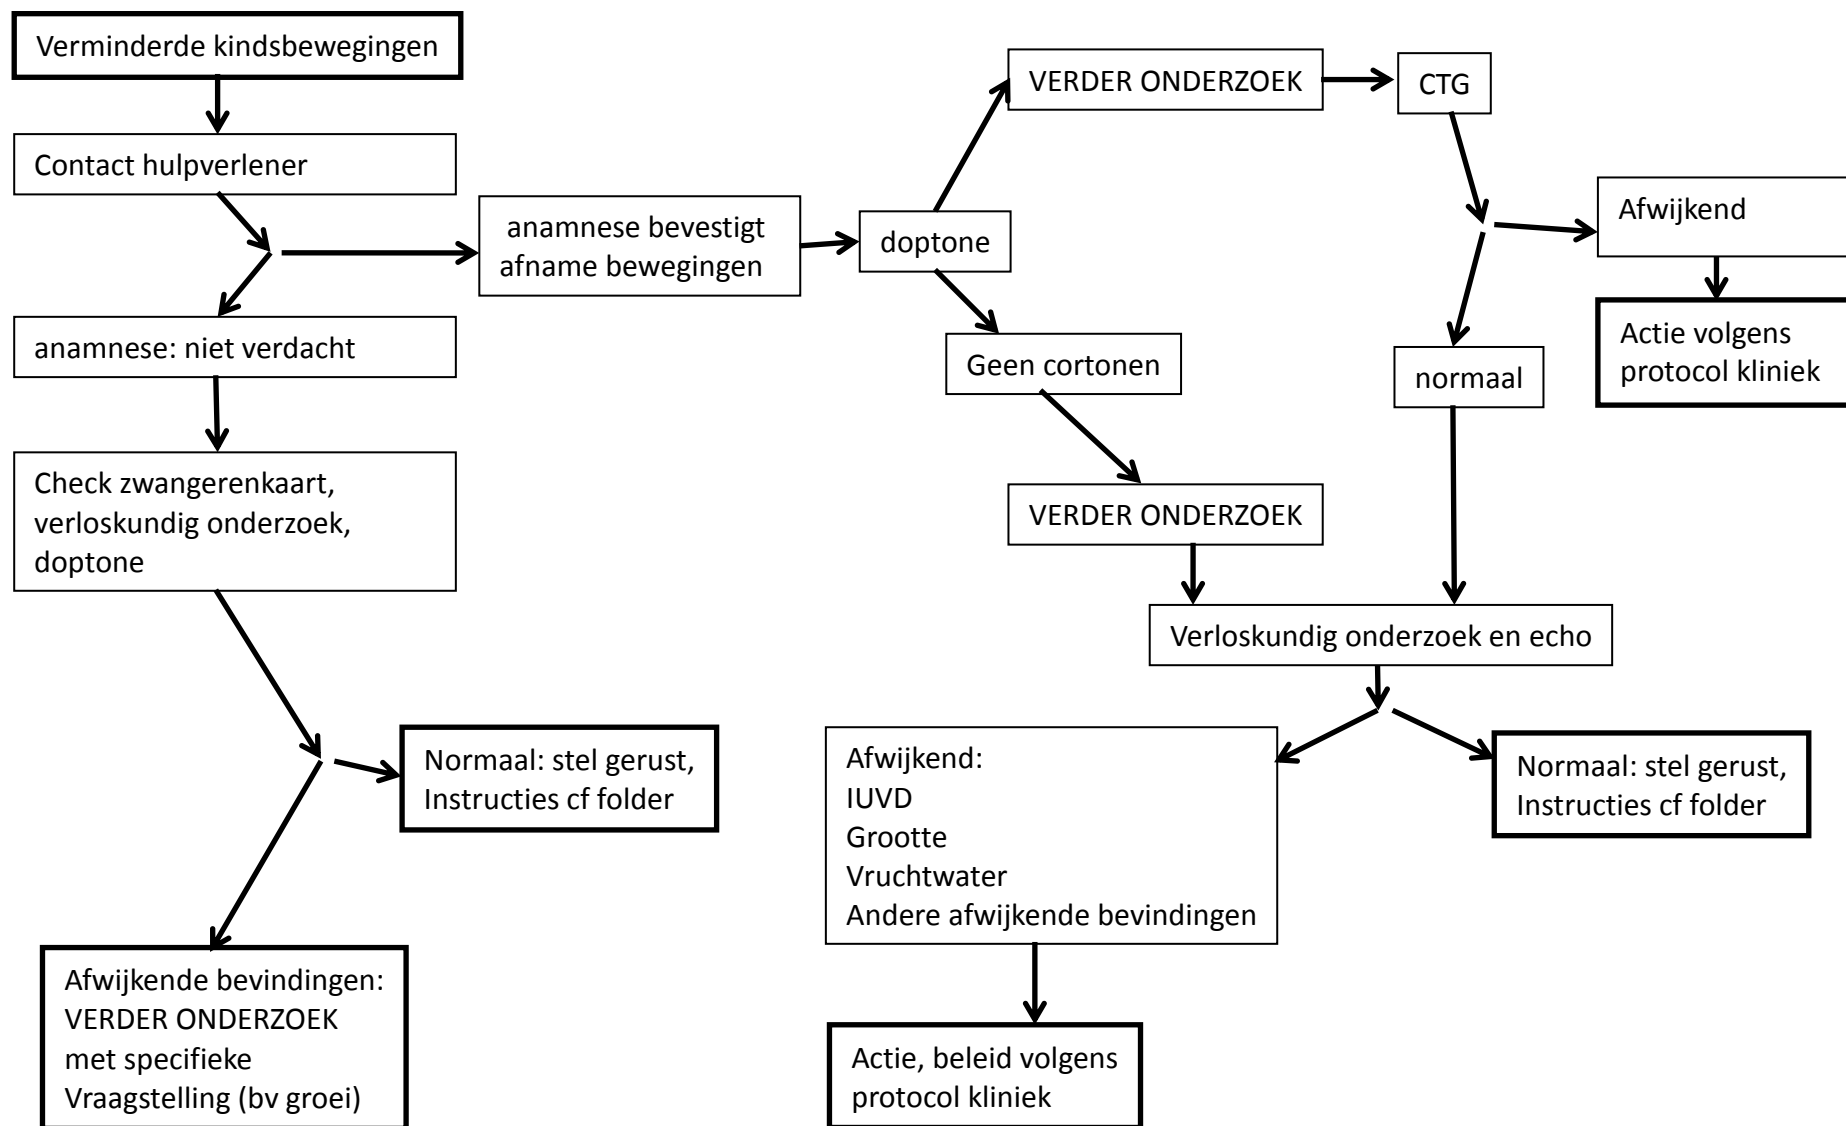 Verminderde kindsbewegingen
Contact hulpverlener
anamnese bevestigt
afname bewegingen
anamnese: niet verdacht
Check zwangerenkaart,
verloskundig onderzoek,
doptone
Normaal: stel gerust,
Instructies cf folder
Afwijkende bevindingen:
VERDER ONDERZOEK
met specifieke
Vraagstelling (bv groei)
doptone
VERDER ONDERZOEK
CTG
Afwijkend
Actie volgens
protocol kliniek
normaal
Geen cortonen
VERDER ONDERZOEK
Verloskundig onderzoek en echo
Afwijkend:
IUVD
Grootte
Vruchtwater
Andere afwijkende bevindingen
Normaal: stel gerust,
Instructies cf folder
Actie, beleid volgens
protocol kliniek